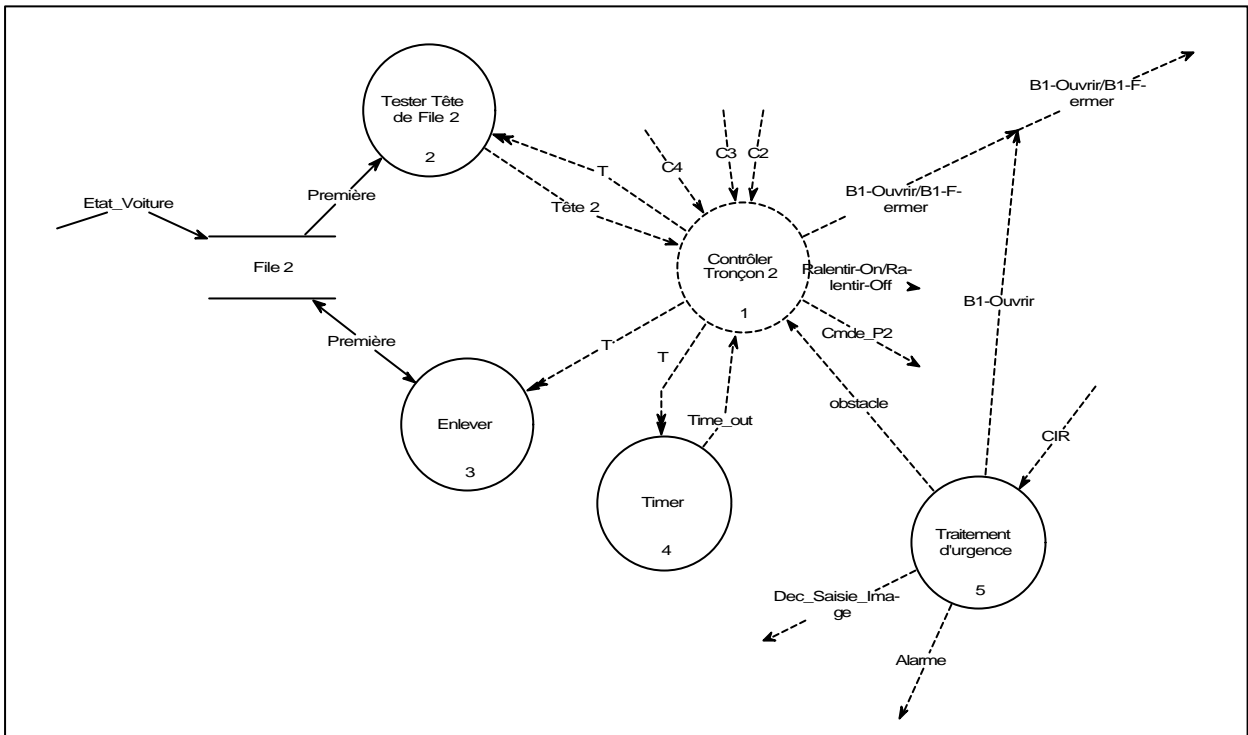 Tester Tête
de File 2
2
Etat_Voiture
Première
File 2
Première
Enlever
3
T
Tête 2
C4
C3
C2
Contrôler
Tronçon 2
1
B1-Ouvrir/B1-F-
ermer
B1-Ouvrir/B1-F-
ermer
Ralentir-On/Ra-
lentir-Off
Cmde_P2
B1-Ouvrir
T
T
Time_out
Timer
4
obstacle
CIR
Traitement
d'urgence
5
Dec_Saisie_Ima-
ge
Alarme